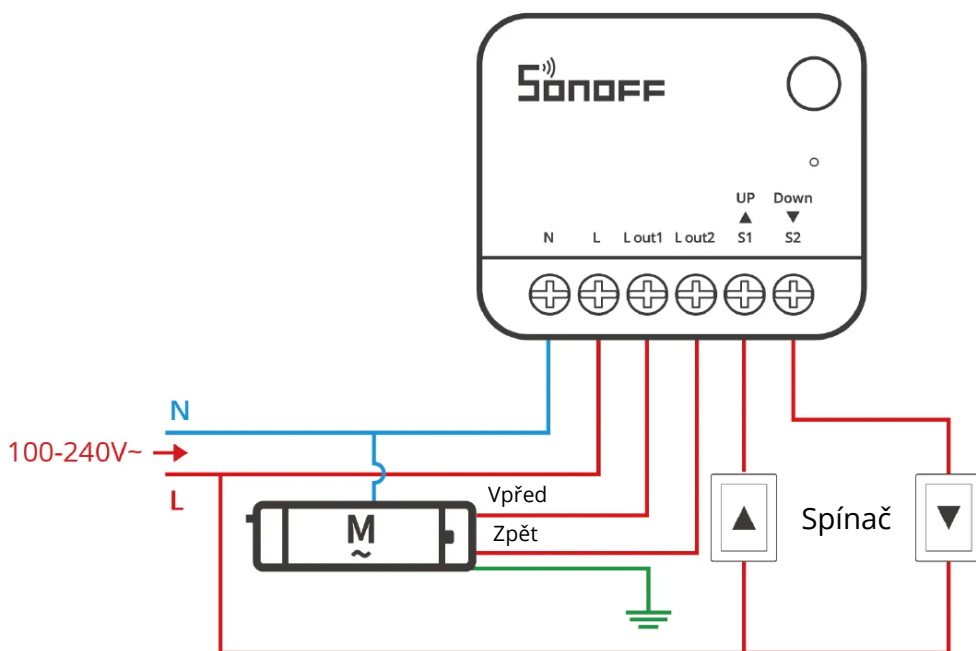 SONOFF
UP Down
N L L out1 L out2 S1 S2
N
100-240V~
L
Vpřed
Zpět
M
~
Spínač